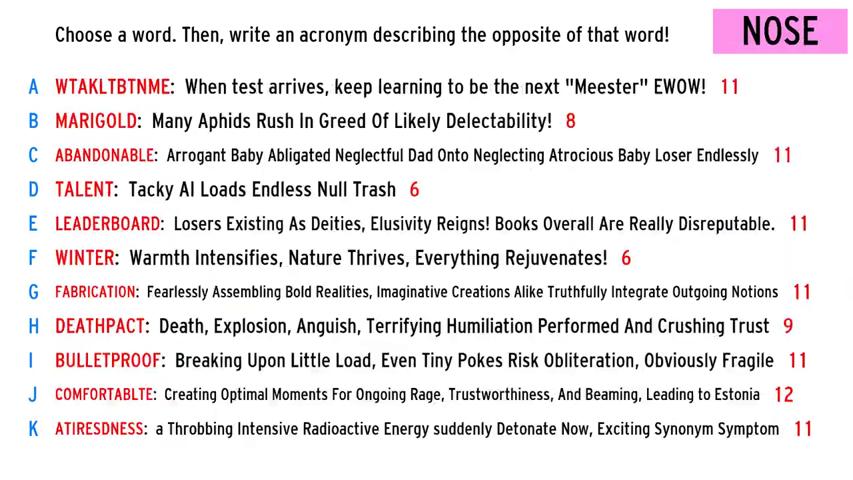 Choose a word. Then, write an acronym describing the opposite of that word!
NOSE
A WTAKLTBTNME: When test arrives, keep learning to be the next "Meester" EWOW! 11
B MARIGOLD: Many Aphids Rush In Greed Of Likely Delectability! 8
C ABANDONABLE: Arrogant Baby Abligated Neglectful Dad Onto Neglecting Atrocious Baby Loser Endlessly 11
D TALENT: Tacky AI Loads Endless Null Trash 6
E LEADERBOARD: Losers Existing As Deities, Elusivity Reigns! Books Overall Are Really Disreputable. 11
F WINTER: Warmth Intensifies, Nature Thrives, Everything Rejuvenates! 6
G FABRICATION: Fearlessly Assembling Bold Realities, Imaginative Creations Alike Truthfully Integrate Outgoing Notions 11
H DEATHPACT: Death, Explosion, Anguish, Terrifying Humiliation Performed And Crushing Trust 9
I BULLETPROOF: Breaking Upon Little Load, Even Tiny Pokes Risk Obliteration, Obviously Fragile 11
J COMFORTABLTE: Creating Optimal Moments For Ongoing Rage, Trustworthiness, And Beaming, Leading to Estonia 12
K ATIRESDNESS: a Throbbing Intensive Radioactive Energy suddenly Detonate Now, Exciting Synonym Symptom 11